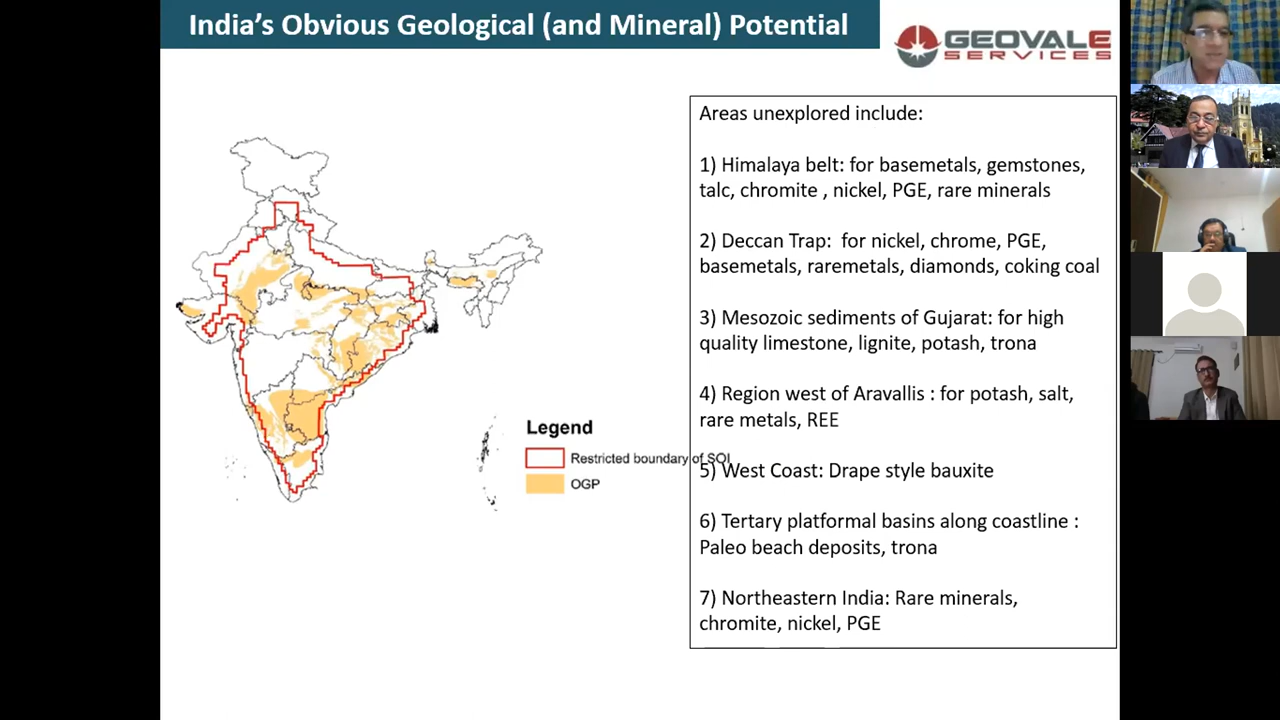 India's Obvious Geological (and Mineral) Potential
GEOVALE
SERVICES
Areas unexplored include:
1) Himalaya belt: for basemetals, gemstones,
talc, chromite , nickel, PGE, rare minerals
2) Deccan Trap:  for nickel, chrome, PGE,
basemetals, raremetals, diamonds, coking coal
3) Mesozoic sediments of Gujarat: for high
quality limestone, lignite, potash, trona
4) Region west of Aravallis : for potash, salt,
rare metals, REE
5) West Coast: Drape style bauxite
6) Tertary platformal basins along coastline :
Paleo beach deposits, trona
7) Northeastern India: Rare minerals,
chromite, nickel, PGE
Legend
Restricted boundary of SOI
OGP